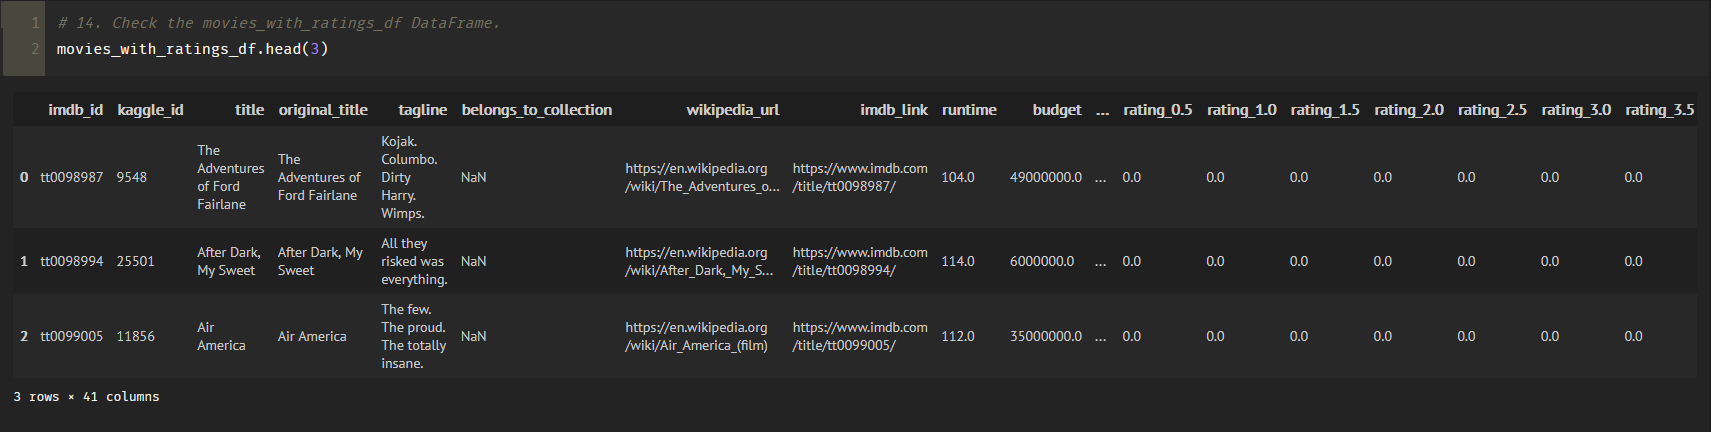 1 # 14. Check the movies_with_ratings_df DataFrame.
2 movies_with_ratings_df.head(3)
imdb_id kaggle_id title original_title tagline belongs_to_collection wikipedia_url imdb_link runtime budget ... rating_0.5 rating_1.0 rating_1.5 rating_2.0 rating_2.5 rating_3.0 rating_3.5
0 tt0098987 9548 The Adventures of Ford Fairlane The Adventures of Ford Fairlane Kojak. Columbo. Dirty Harry. Wimps. NaN https://en.wikipedia.org/wiki/The_Adventures_o... https://www.imdb.com/title/tt0098987/ 104.0 49000000.0 ... 0.0 0.0 0.0 0.0 0.0 0.0 0.0
1 tt0098994 25501 After Dark, My Sweet After Dark, My Sweet All they risked was everything. NaN https://en.wikipedia.org/wiki/After_Dark,_My_S... https://www.imdb.com/title/tt0098994/ 114.0 6000000.0 ... 0.0 0.0 0.0 0.0 0.0 0.0 0.0
2 tt0099005 11856 Air America Air America The few. The proud. The totally insane. NaN https://en.wikipedia.org/wiki/Air_America_(film) https://www.imdb.com/title/tt0099005/ 112.0 35000000.0 ... 0.0 0.0 0.0 0.0 0.0 0.0 0.0
3 rows × 41 columns